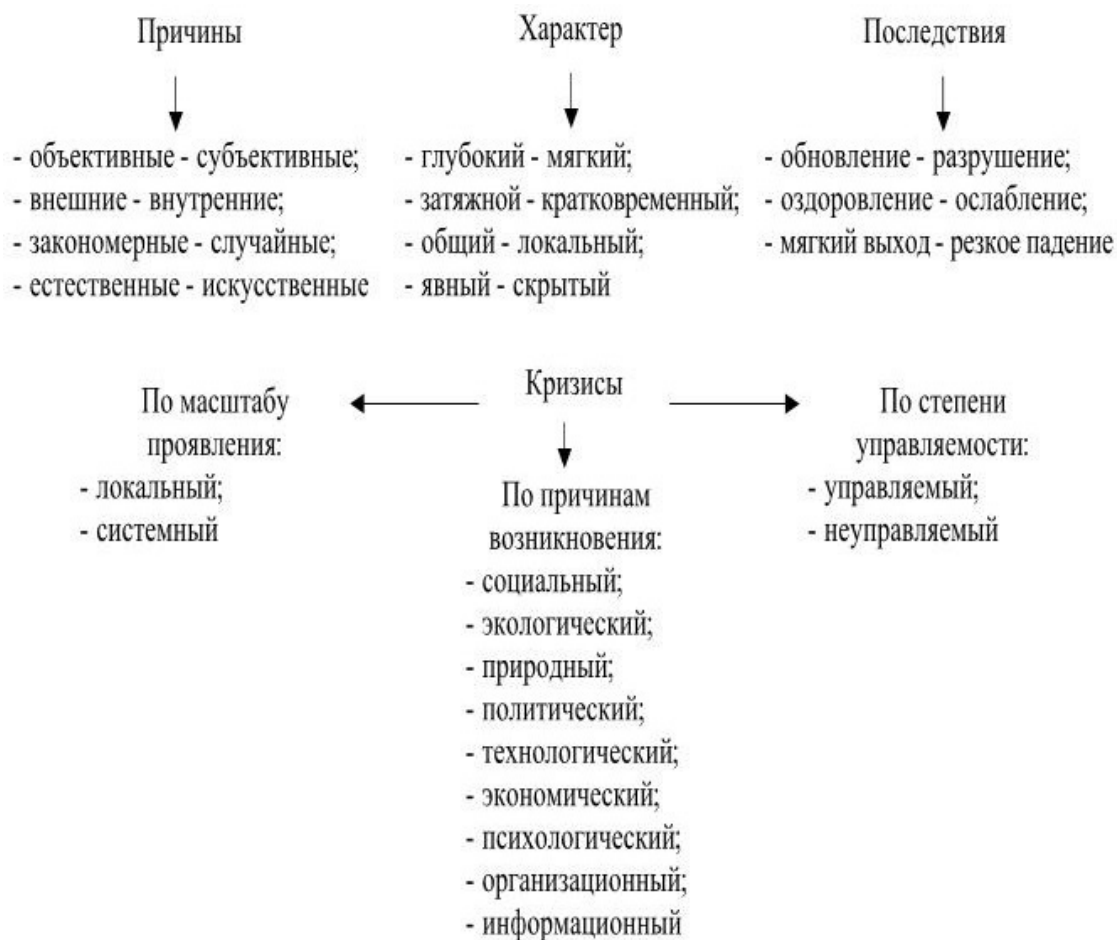 Причины
- объективные - субъективные;
- внешние - внутренние;
- закономерные - случайные;
- естественные - искусственные
Характер
- глубокий - мягкий;
- затяжной - кратковременный;
- общий - локальный;
- явный - скрытый
Последствия
- обновление - разрушение;
- оздоровление - ослабление;
- мягкий выход - резкое падение
Кризисы
По масштабу
проявления:
- локальный;
- системный
По причинам
возникновения:
- социальный;
- экологический;
- природный;
- политический;
- технологический;
- экономический;
- психологический;
- организационный;
- информационный
По степени
управляемости:
- управляемый;
- неуправляемый